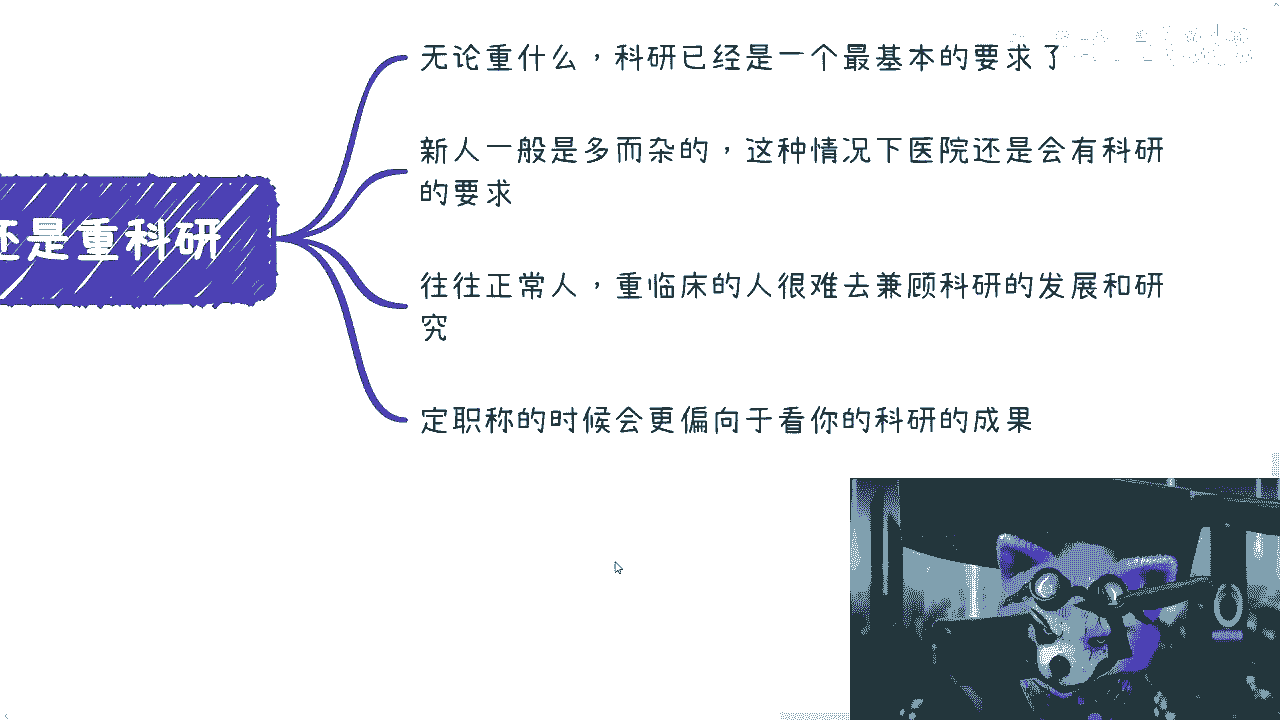 无论重什么，科研已经是一个最基本的要求了
新人一般是多而杂的，这种情况下医院还是会有科研
的要求
还是重科研
往往正常人，重临床的人很难去兼顾科研的发展和研
究
定职称的时候会更偏向于看你的科研的成果